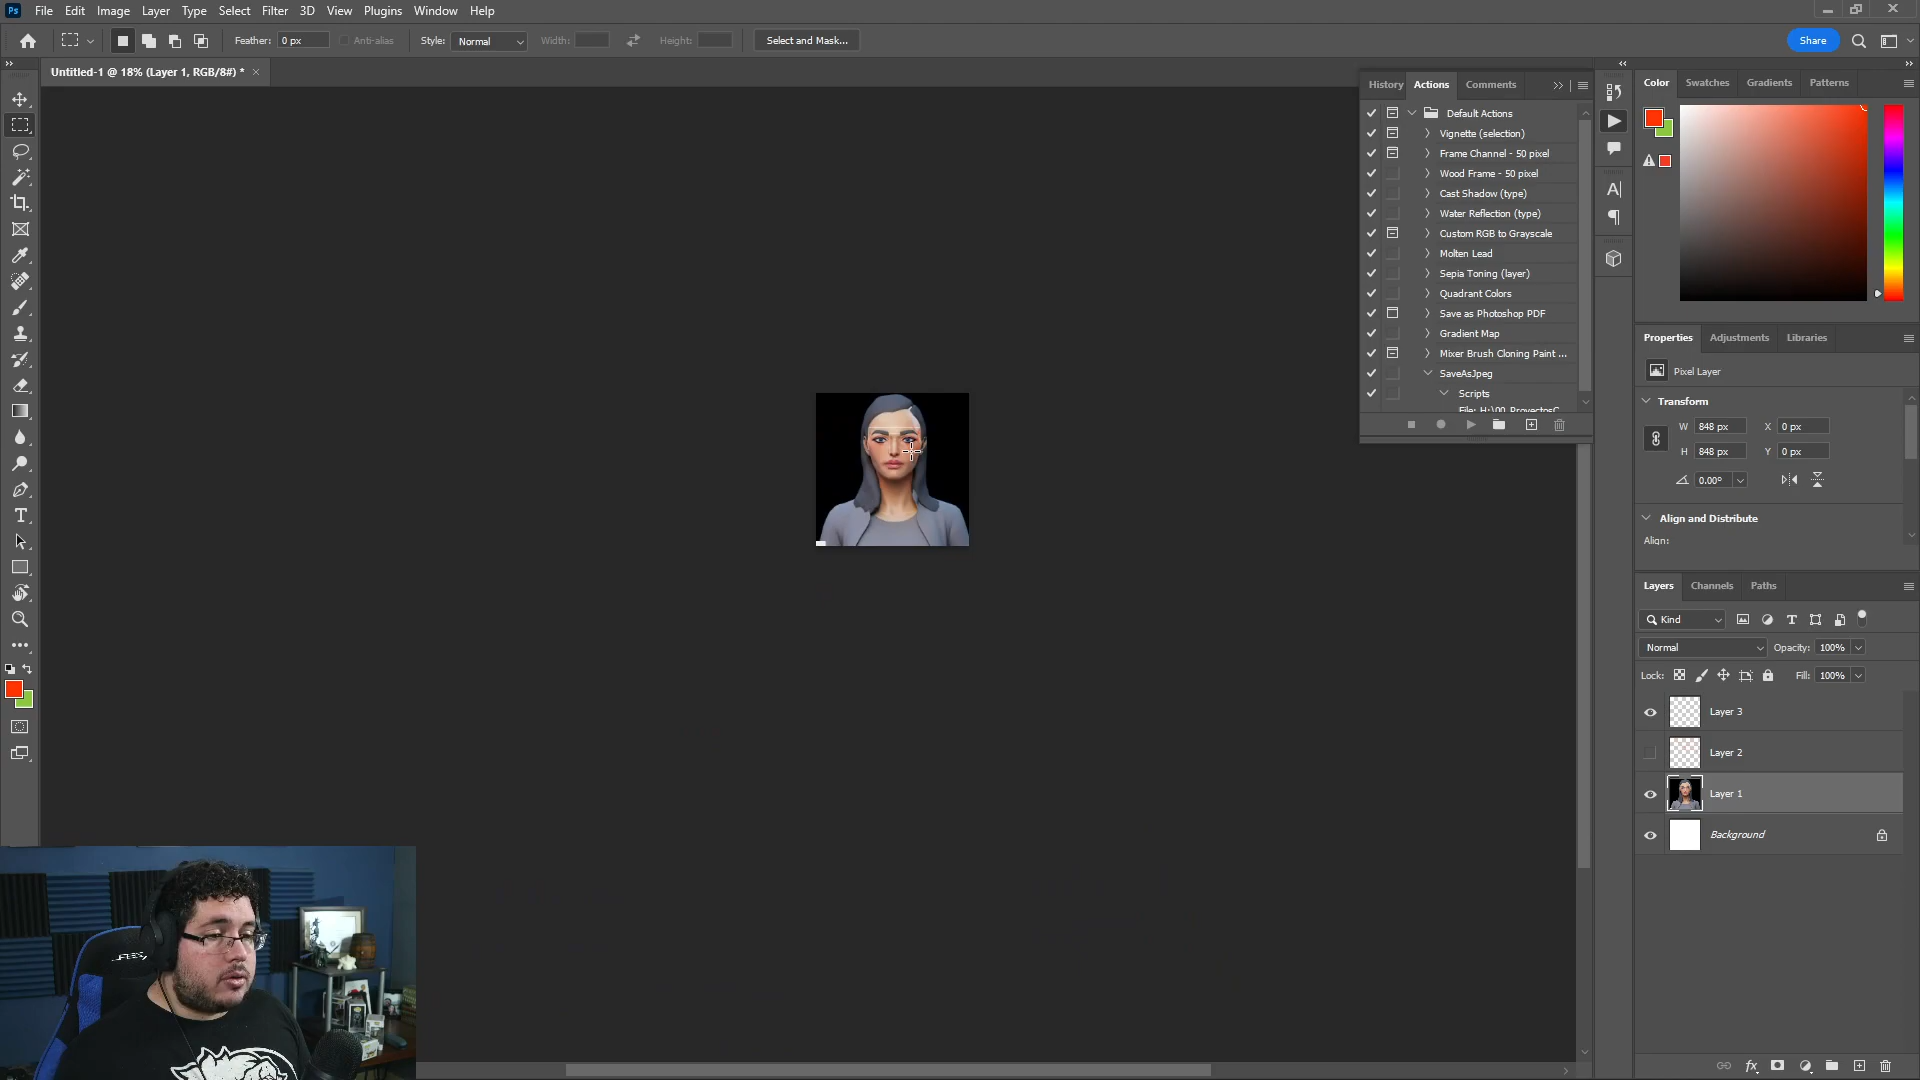 Ps File Edit Image Layer Type Select Filter 3D View Plugins Window Help
Feather: 0 px Anti-alias Style: Normal Width: Height: Select and Mask... Share
Untitled-1 @ 18% (Layer 1, RGB/8#) *
History Actions Comments
Default Actions
Vignette (selection)
Frame Channel - 50 pixel
Wood Frame - 50 pixel
Cast Shadow (type)
Water Reflection (type)
Custom RGB to Grayscale
Molten Lead
Sepia Toning (layer)
Quadrant Colors
Save as Photoshop PDF
Gradient Map
Mixer Brush Cloning Paint ...
SaveAsJpeg
Scripts
Color Swatches Gradients Patterns
Properties Adjustments Libraries
Pixel Layer
Transform
W 848 px X 0 px
H 848 px Y 0 px
0.00°
Align and Distribute
Align:
Layers Channels Paths
Kind
Normal Opacity: 100%
Lock: Fill: 100%
Layer 3
Layer 2
Layer 1
Background